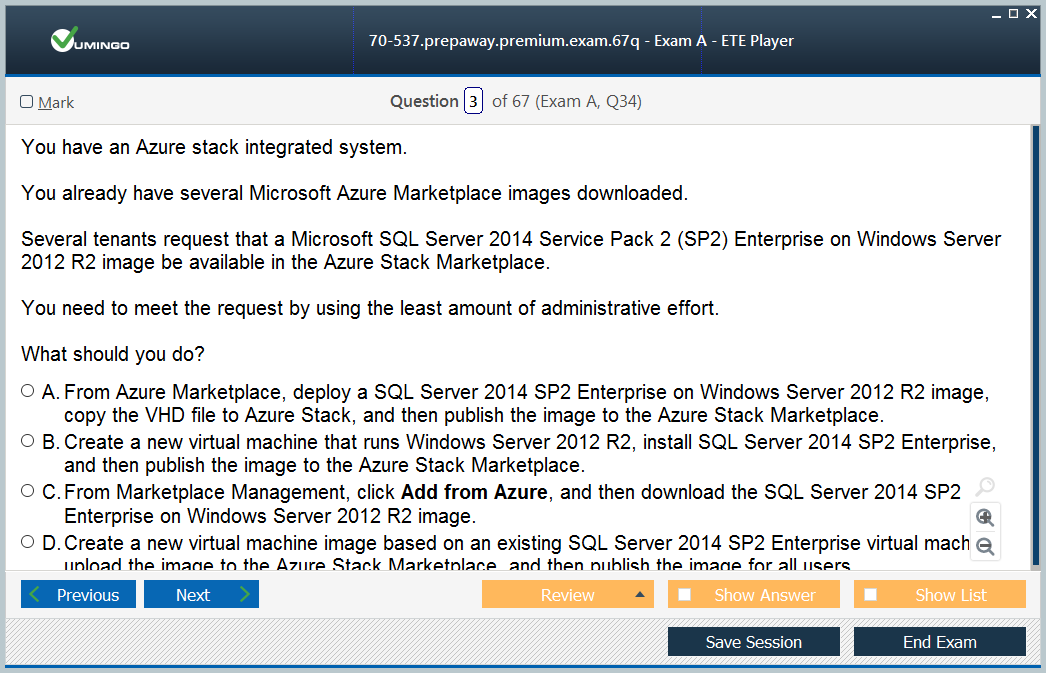 VUMINGO
70-537.prepaway.premium.exam.67q - Exam A - ETE Player
Mark
Question 3 of 67 (Exam A, Q34)
You have an Azure stack integrated system.
You already have several Microsoft Azure Marketplace images downloaded.
Several tenants request that a Microsoft SQL Server 2014 Service Pack 2 (SP2) Enterprise on Windows Server
2012 R2 image be available in the Azure Stack Marketplace.
You need to meet the request by using the least amount of administrative effort.
What should you do?
A. From Azure Marketplace, deploy a SQL Server 2014 SP2 Enterprise on Windows Server 2012 R2 image,
copy the VHD file to Azure Stack, and then publish the image to the Azure Stack Marketplace.
B. Create a new virtual machine that runs Windows Server 2012 R2, install SQL Server 2014 SP2 Enterprise,
and then publish the image to the Azure Stack Marketplace.
C. From Marketplace Management, click Add from Azure, and then download the SQL Server 2014 SP2
Enterprise on Windows Server 2012 R2 image.
D. Create a new virtual machine image based on an existing SQL Server 2014 SP2 Enterprise virtual mach
upload the image to the Azure Stack Marketplace, and then publish the image for all users
Previous
Next
Review
Show Answer
Show List
Save Session
End Exam